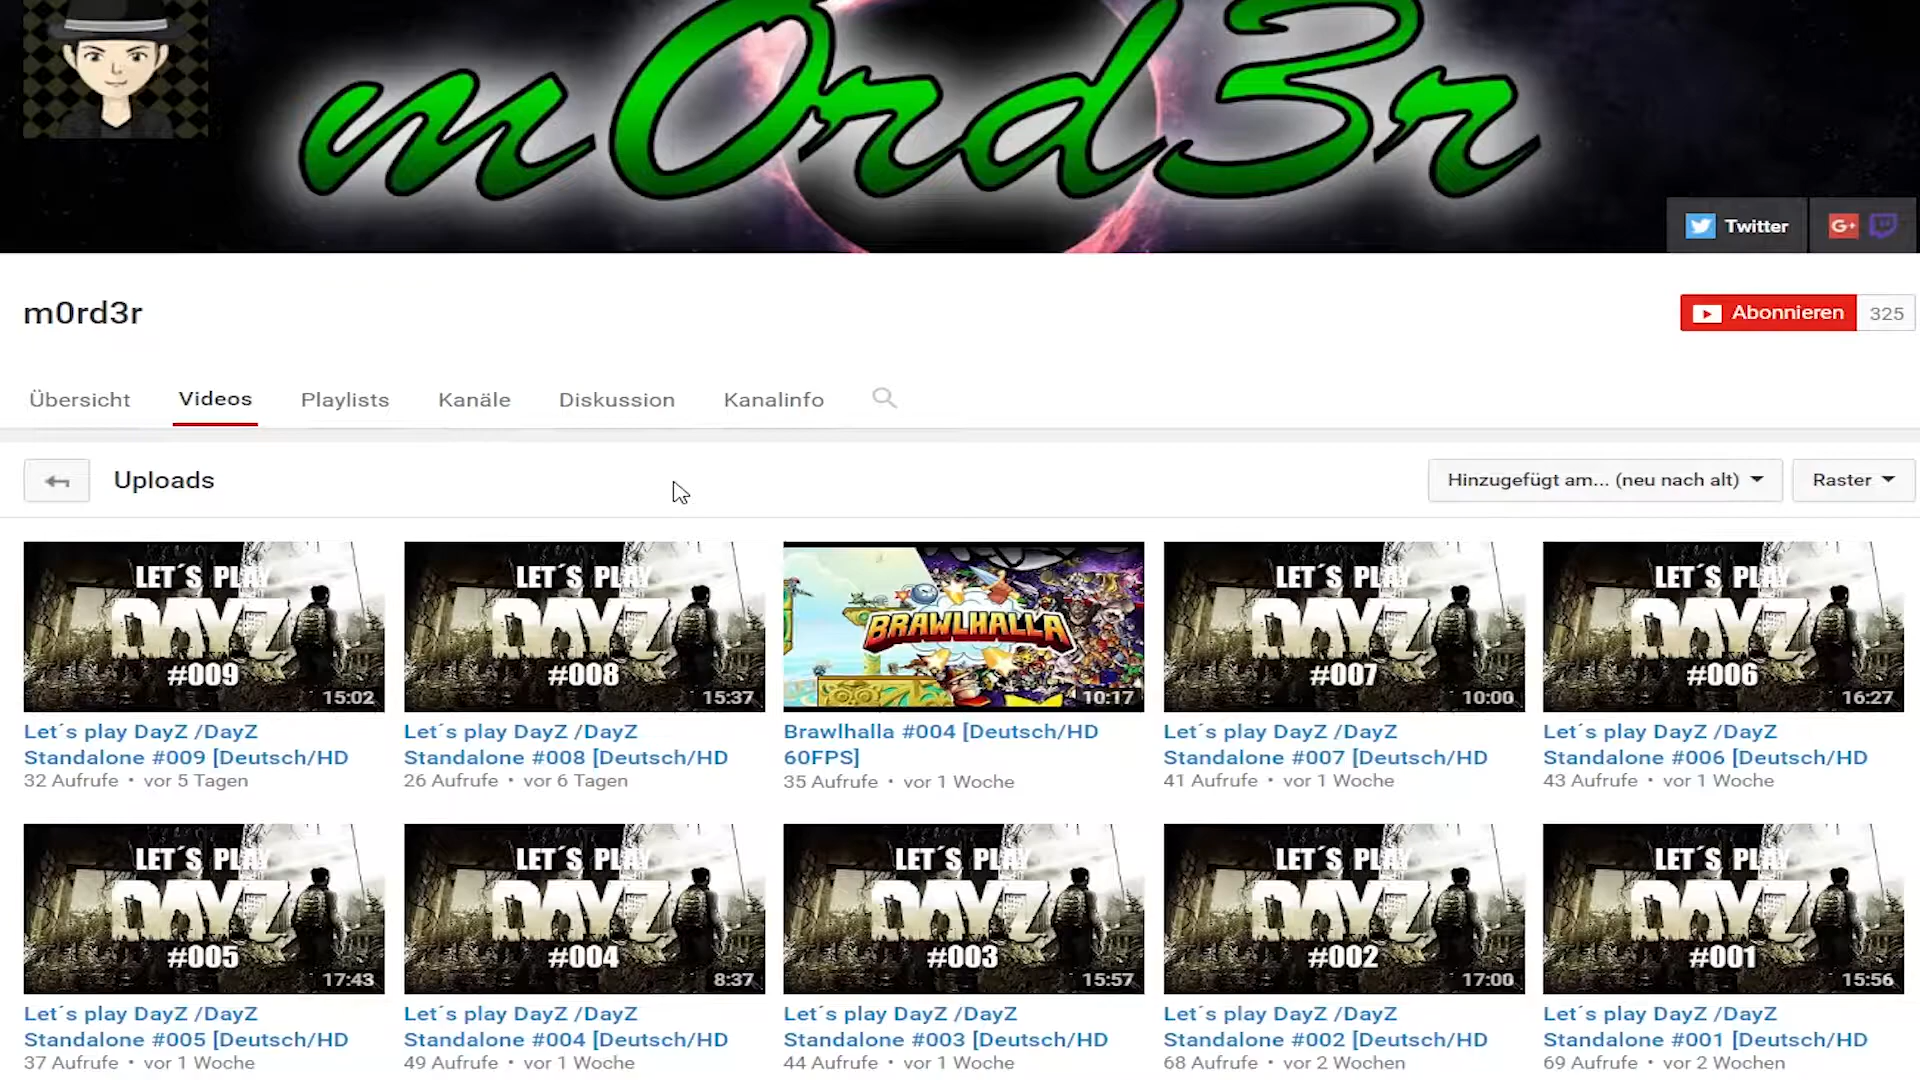 m0rd3r
Twitter
G+
m0rd3r
Abonnieren 325
Übersicht Videos Playlists Kanäle Diskussion Kanalinfo
Uploads
Hinzugefügt am... (neu nach alt) Raster
LET´S PLAY
DAYZ
#009
15:02
LET´S PLAY
DAYZ
#008
15:37
BRAWLHALLA
10:17
LET´S PLAY
DAYZ
#007
10:00
LET´S PLAY
DAYZ
#006
16:27
Let´s play DayZ /DayZ
Standalone #009 [Deutsch/HD
32 Aufrufe • vor 5 Tagen
Let´s play DayZ /DayZ
Standalone #008 [Deutsch/HD
26 Aufrufe • vor 6 Tagen
Brawlhalla #004 [Deutsch/HD
60FPS]
35 Aufrufe • vor 1 Woche
Let´s play DayZ /DayZ
Standalone #007 [Deutsch/HD
41 Aufrufe • vor 1 Woche
Let´s play DayZ /DayZ
Standalone #006 [Deutsch/HD
43 Aufrufe • vor 1 Woche
LET´S PLAY
DAYZ
#005
17:43
LET´S PLAY
DAYZ
#004
8:37
LET´S PLAY
DAYZ
#003
15:57
LET´S PLAY
DAYZ
#002
17:00
LET´S PLAY
DAYZ
#001
15:56
Let´s play DayZ /DayZ
Standalone #005 [Deutsch/HD
37 Aufrufe • vor 1 Woche
Let´s play DayZ /DayZ
Standalone #004 [Deutsch/HD
49 Aufrufe • vor 1 Woche
Let´s play DayZ /DayZ
Standalone #003 [Deutsch/HD
44 Aufrufe • vor 1 Woche
Let´s play DayZ /DayZ
Standalone #002 [Deutsch/HD
68 Aufrufe • vor 2 Wochen
Let´s play DayZ /DayZ
Standalone #001 [Deutsch/HD
69 Aufrufe • vor 2 Wochen